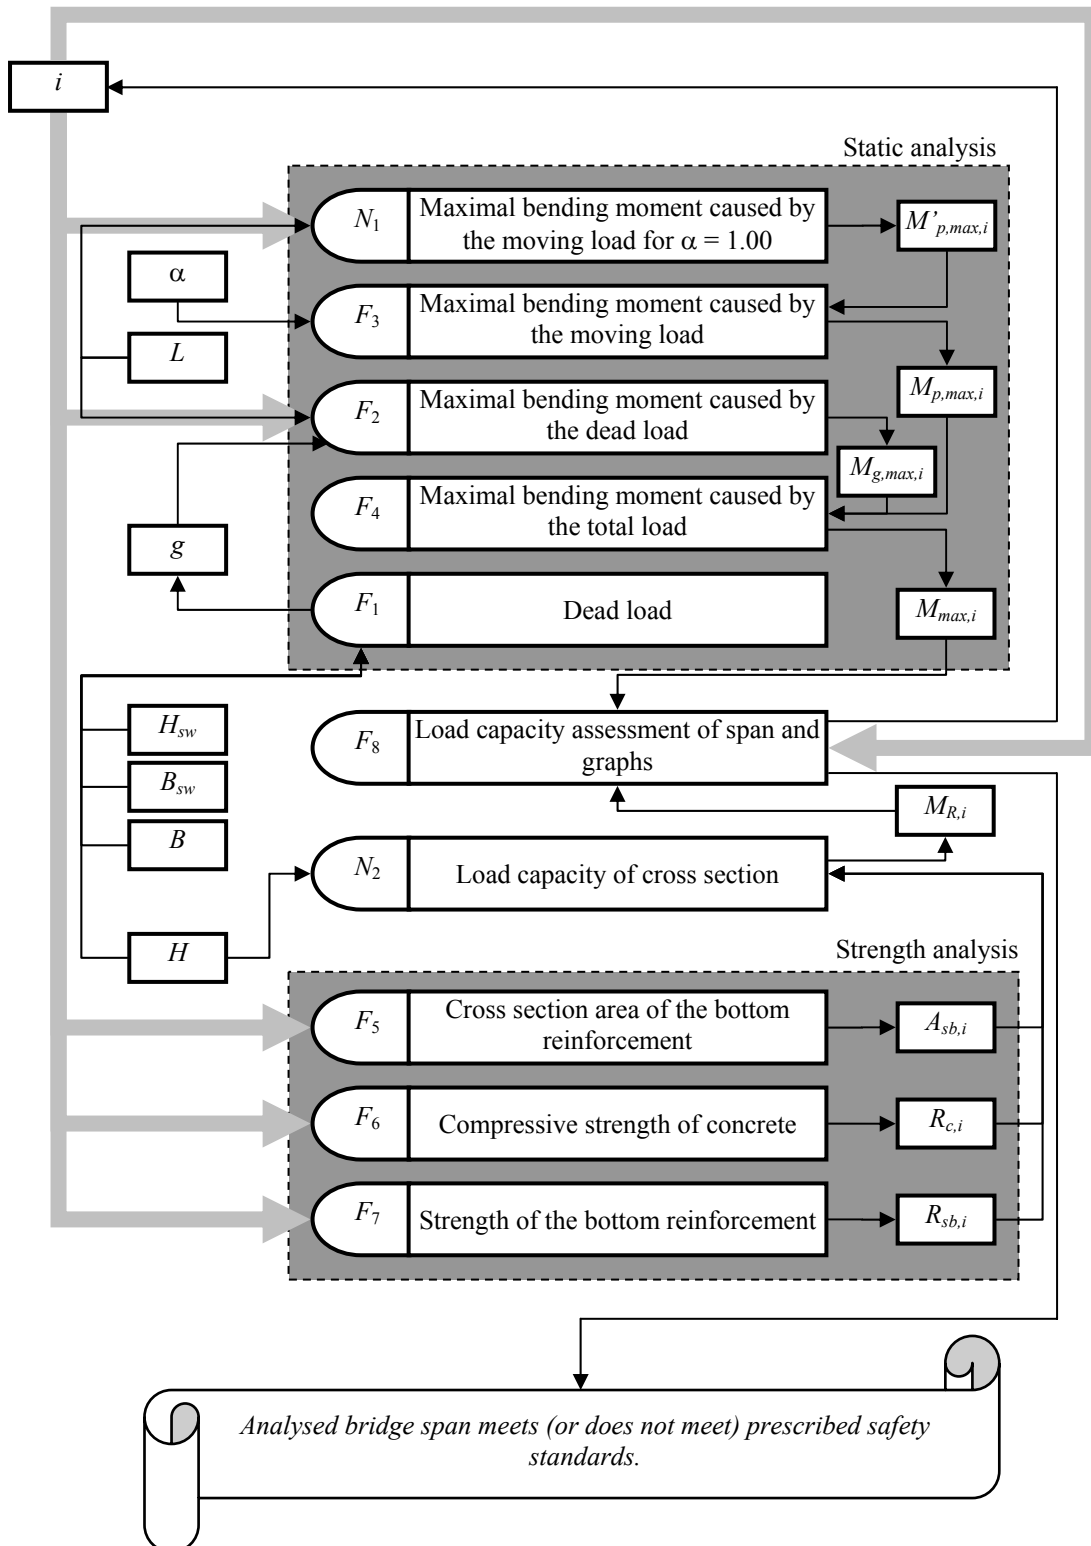 i
Static analysis
N1
Maximal bending moment caused by
the moving load for α = 1.00
M’p,max,i
α
F3
Maximal bending moment caused by
the moving load
L
Mp,max,i
F2
Maximal bending moment caused by
the dead load
Mg,max,i
F4
Maximal bending moment caused by
the total load
g
F1
Dead load
Mmax,i
Hsw
F8
Load capacity assessment of span and
graphs
Bsw
MR,i
B
N2
Load capacity of cross section
H
Strength analysis
F5
Cross section area of the bottom
reinforcement
Asb,i
F6
Compressive strength of concrete
Rc,i
F7
Strength of the bottom reinforcement
Rsb,i
Analysed bridge span meets (or does not meet) prescribed safety
standards.